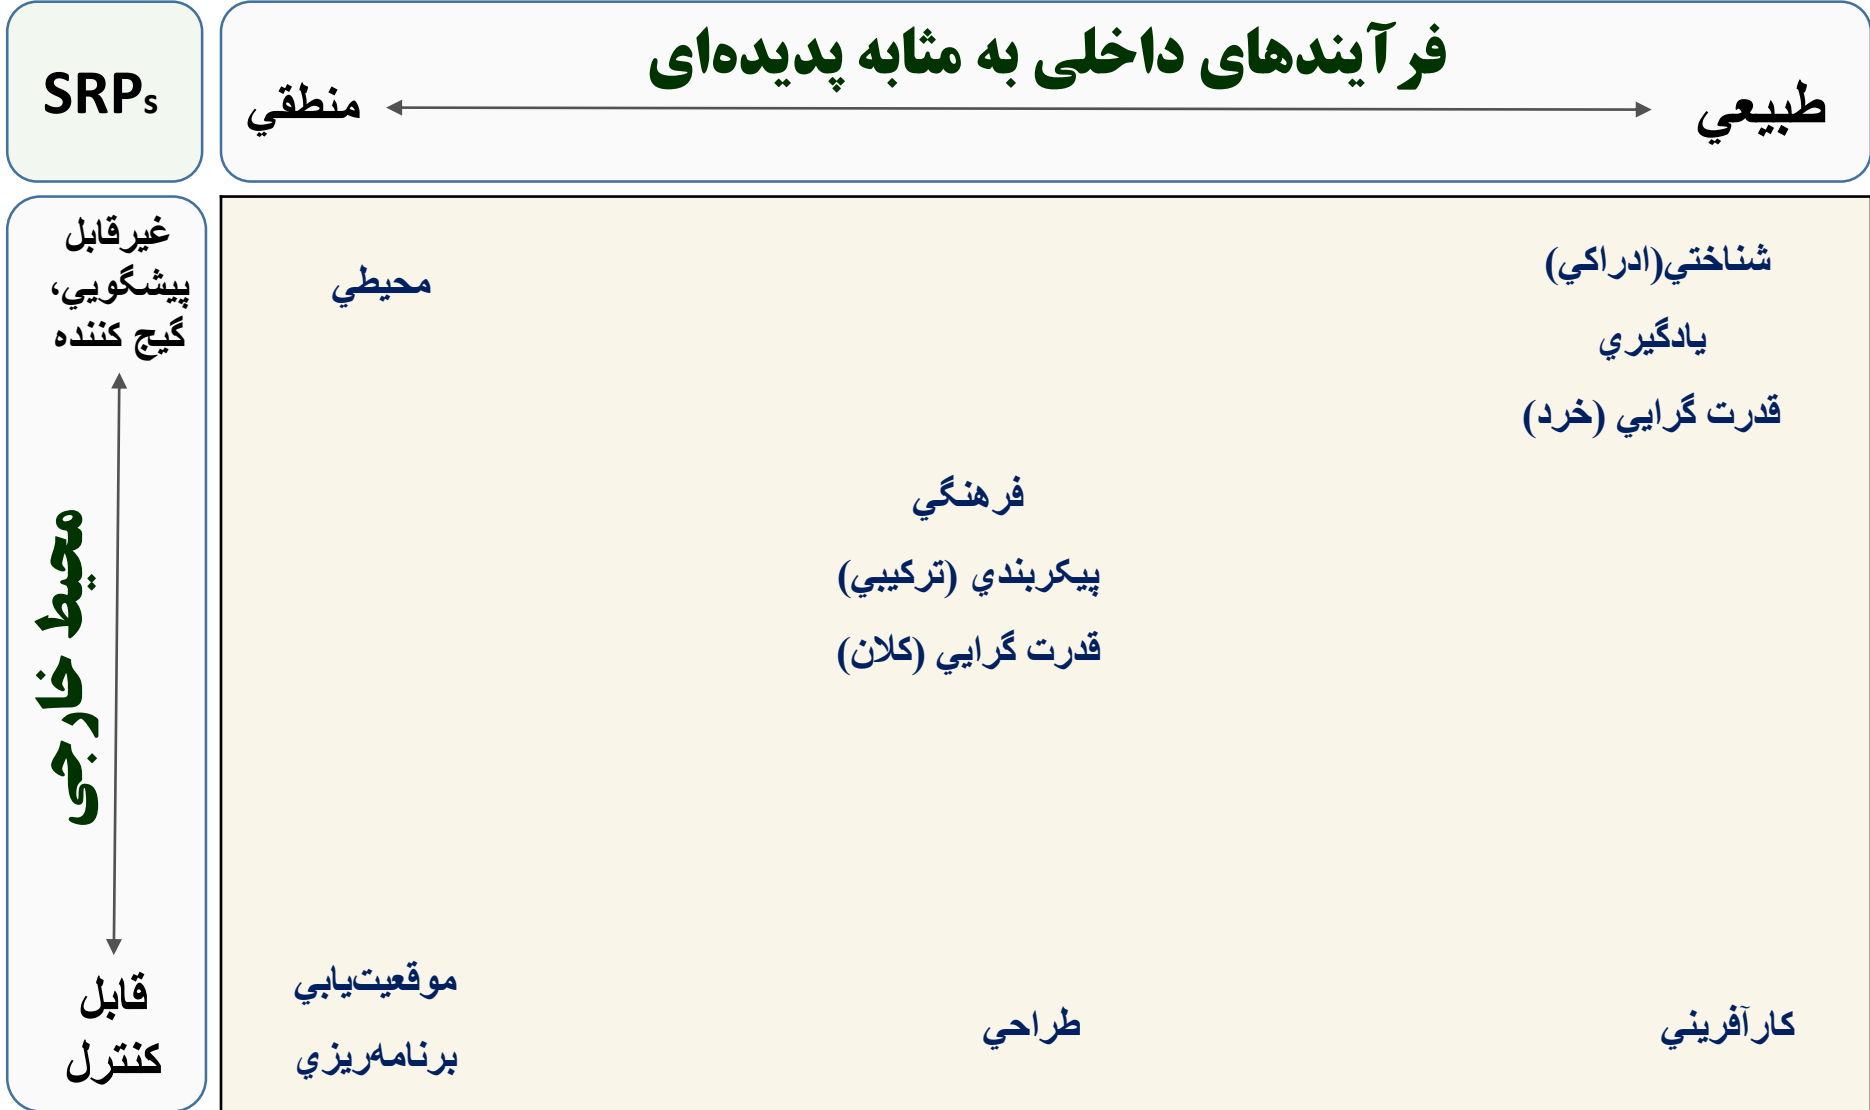 SRPs
فرآیندهای داخلی به مثابه پدیده‌ای
طبيعي
منطقي
غيرقابل
پيشگويي،
گيج كننده
محیط خارجی
قابل
كنترل
شناختي(ادراكي)
يادگيري
قدرت گرايي (خرد)
محيطي
فرهنگي
پيكربندي (تركيبي)
قدرت گرايي (كلان)
كارآفريني
طراحي
موقعيت‌يابي
برنامه‌ريزي